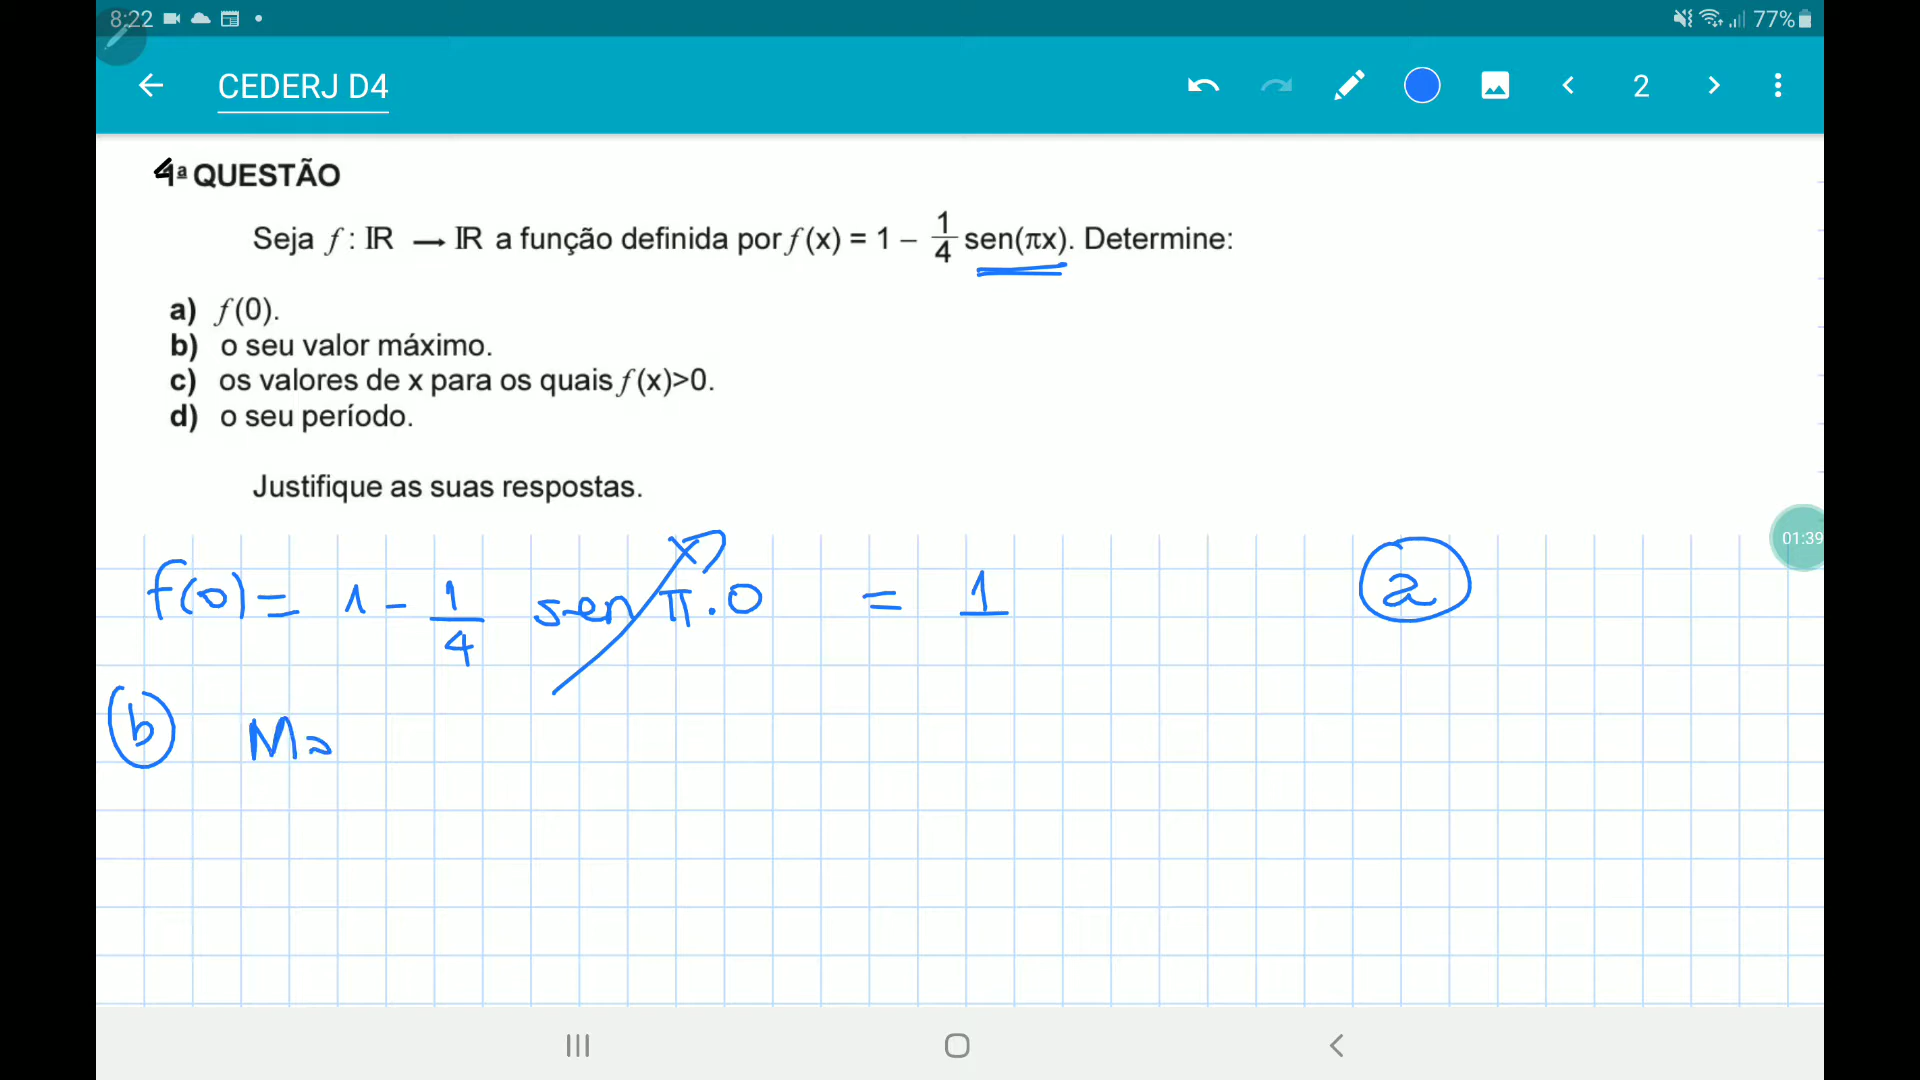 8:22 77%
CEDERJ D4 2
4ª QUESTÃO
Seja f : IR → IR a função definida por f(x) = 1 – 1/4 sen(πx). Determine:
a) f(0).
b) o seu valor máximo.
c) os valores de x para os quais f(x)>0.
d) o seu período.
Justifique as suas respostas.
01:39
f(0) = 1 - 1/4 sen π.0 = 1 a
b Ma